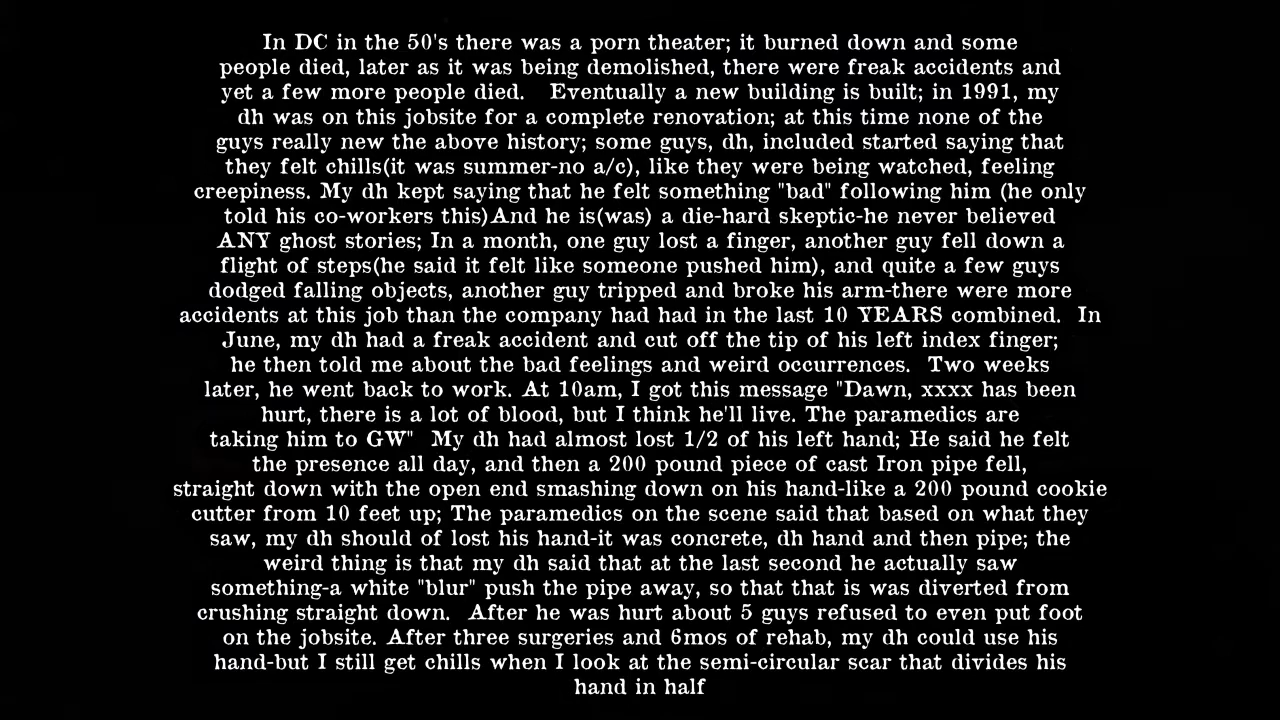 In DC in the 50's there was a porn theater; it burned down and some
people died, later as it was being demolished, there were freak accidents and
yet a few more people died.   Eventually a new building is built; in 1991, my
dh was on this jobsite for a complete renovation; at this time none of the
guys really new the above history; some guys, dh, included started saying that
they felt chills(it was summer-no a/c), like they were being watched, feeling
creepiness. My dh kept saying that he felt something "bad" following him (he only
told his co-workers this)And he is(was) a die-hard skeptic-he never believed
ANY ghost stories; In a month, one guy lost a finger, another guy fell down a
flight of steps(he said it felt like someone pushed him), and quite a few guys
dodged falling objects, another guy tripped and broke his arm-there were more
accidents at this job than the company had had in the last 10 YEARS combined.  In
June, my dh had a freak accident and cut off the tip of his left index finger;
he then told me about the bad feelings and weird occurrences.  Two weeks
later, he went back to work. At 10am, I got this message "Dawn, xxxx has been
hurt, there is a lot of blood, but I think he'll live. The paramedics are
taking him to GW"  My dh had almost lost 1/2 of his left hand; He said he felt
the presence all day, and then a 200 pound piece of cast Iron pipe fell,
straight down with the open end smashing down on his hand-like a 200 pound cookie
cutter from 10 feet up; The paramedics on the scene said that based on what they
saw, my dh should of lost his hand-it was concrete, dh hand and then pipe; the
weird thing is that my dh said that at the last second he actually saw
something-a white "blur" push the pipe away, so that that is was diverted from
crushing straight down.  After he was hurt about 5 guys refused to even put foot
on the jobsite. After three surgeries and 6mos of rehab, my dh could use his
hand-but I still get chills when I look at the semi-circular scar that divides his
hand in half